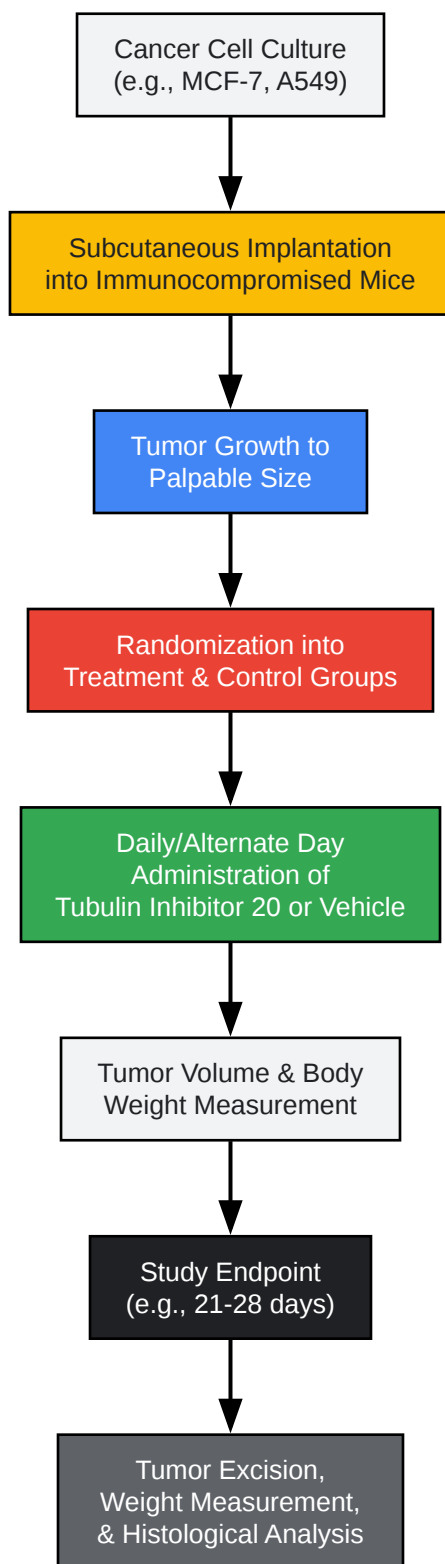 Cancer Cell Culture
(e.g., MCF-7, A549)
Subcutaneous Implantation
into Immunocompromised Mice
Tumor Growth to
Palpable Size
Randomization into
Treatment & Control Groups
Daily/Alternate Day
Administration of
Tubulin Inhibitor 20 or Vehicle
Tumor Volume & Body
Weight Measurement
Study Endpoint
(e.g., 21-28 days)
Tumor Excision,
Weight Measurement,
& Histological Analysis